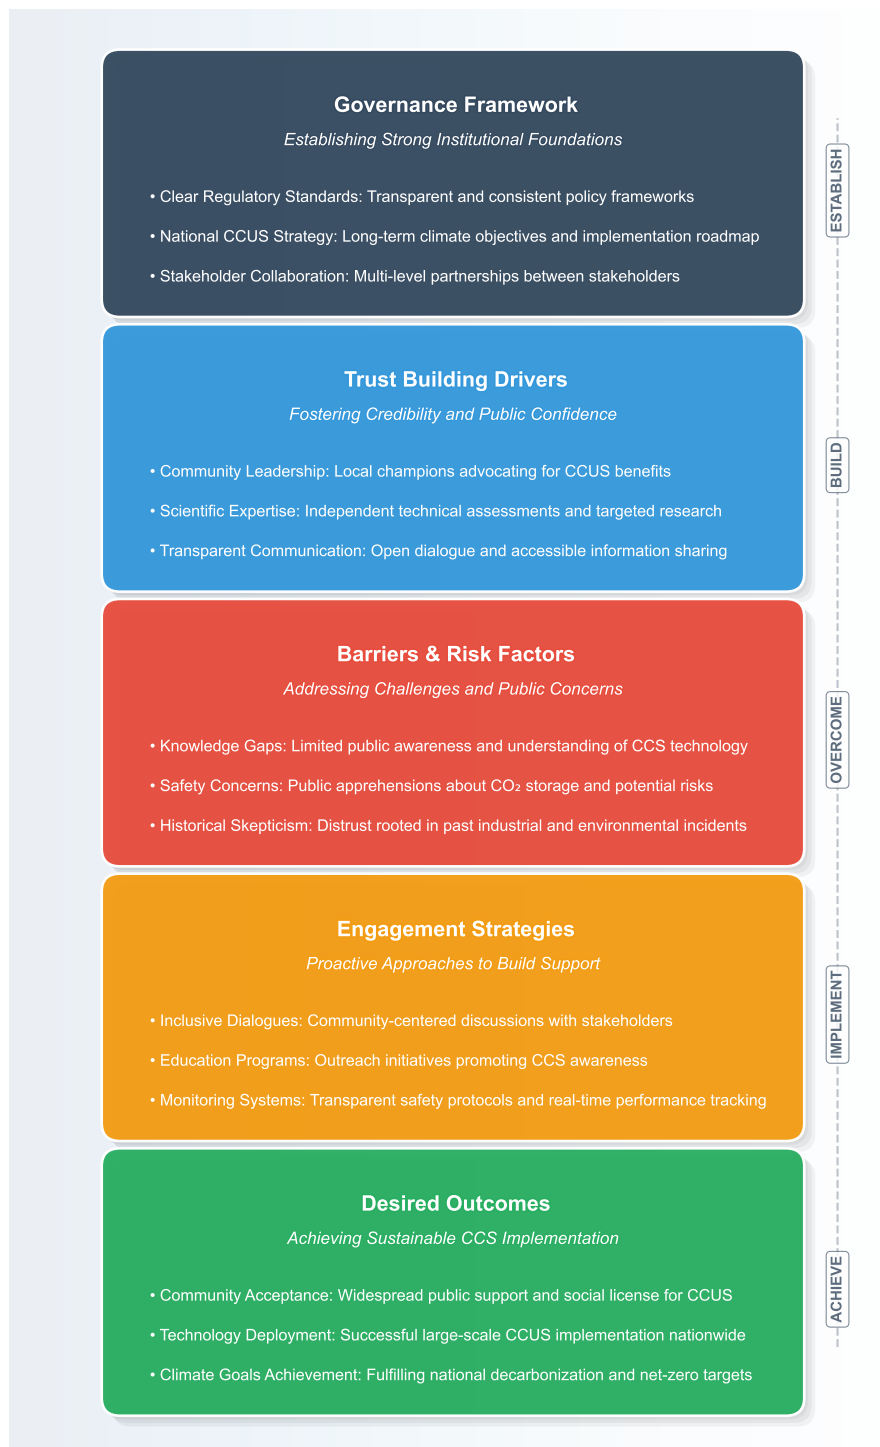 Governance Framework
Establishing Strong Institutional Foundations
• Clear Regulatory Standards: Transparent and consistent policy frameworks
• National CCUS Strategy: Long-term climate objectives and implementation roadmap
• Stakeholder Collaboration: Multi-level partnerships between stakeholders
ESTABLISH
Trust Building Drivers
Fostering Credibility and Public Confidence
• Community Leadership: Local champions advocating for CCUS benefits
• Scientific Expertise: Independent technical assessments and targeted research
• Transparent Communication: Open dialogue and accessible information sharing
BUILD
Barriers & Risk Factors
Addressing Challenges and Public Concerns
• Knowledge Gaps: Limited public awareness and understanding of CCS technology
• Safety Concerns: Public apprehensions about CO₂ storage and potential risks
• Historical Skepticism: Distrust rooted in past industrial and environmental incidents
OVERCOME
Engagement Strategies
Proactive Approaches to Build Support
• Inclusive Dialogues: Community-centered discussions with stakeholders
• Education Programs: Outreach initiatives promoting CCS awareness
• Monitoring Systems: Transparent safety protocols and real-time performance tracking
IMPLEMENT
Desired Outcomes
Achieving Sustainable CCS Implementation
• Community Acceptance: Widespread public support and social license for CCUS
• Technology Deployment: Successful large-scale CCUS implementation nationwide
• Climate Goals Achievement: Fulfilling national decarbonization and net-zero targets
ACHIEVE